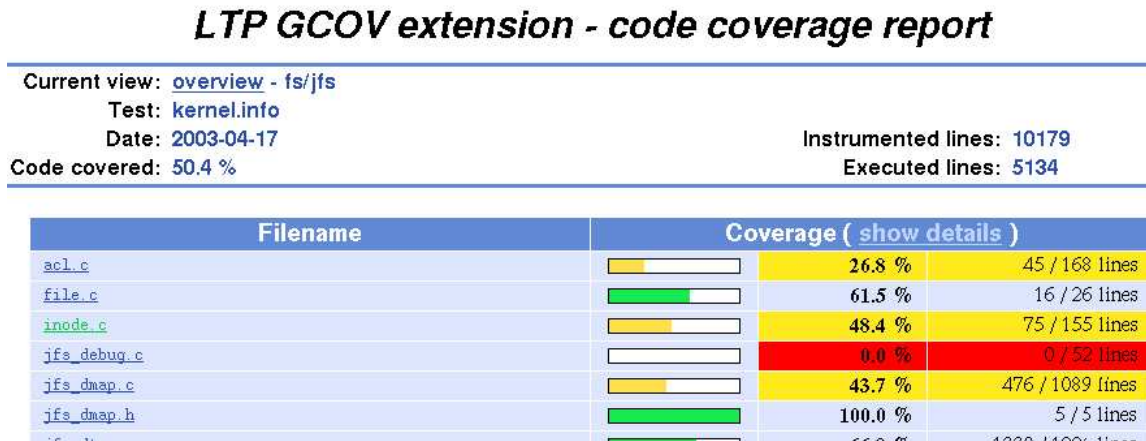 LTP GCOV extension - code coverage report
Current view: overview - fs/jfs
Test: kernel.info
Date: 2003-04-17 Instrumented lines: 10179
Code covered: 50.4 % Executed lines: 5134
Filename Coverage ( show details )
acl.c 26.8 % 45 / 168 lines
file.c 61.5 % 16 / 26 lines
inode.c 48.4 % 75 / 155 lines
jfs_debug.c 0.0 % 0 / 52 lines
jfs_dmap.c 43.7 % 476 / 1089 lines
jfs_dmap.h 100.0 % 5 / 5 lines